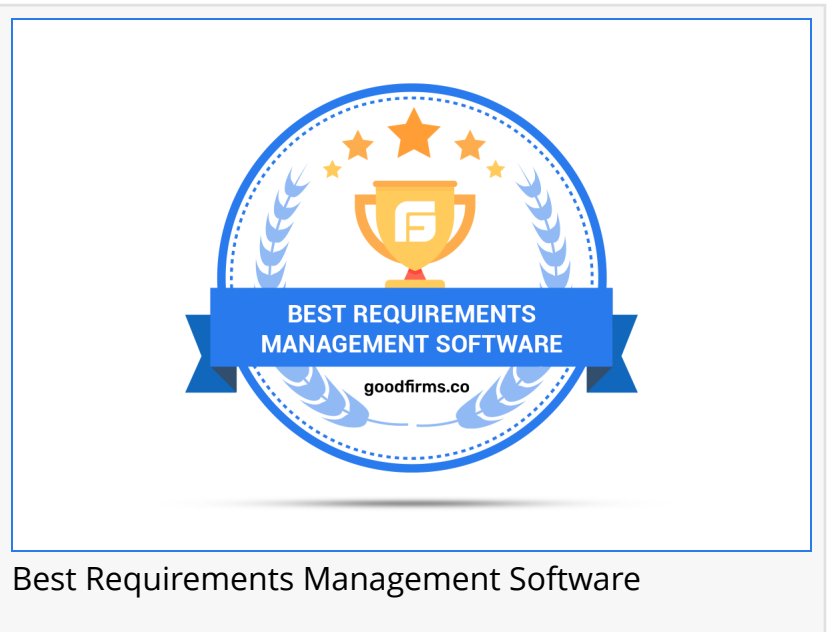 BEST REQUIREMENTS
MANAGEMENT SOFTWARE
goodfirms.co
Best Requirements Management Software